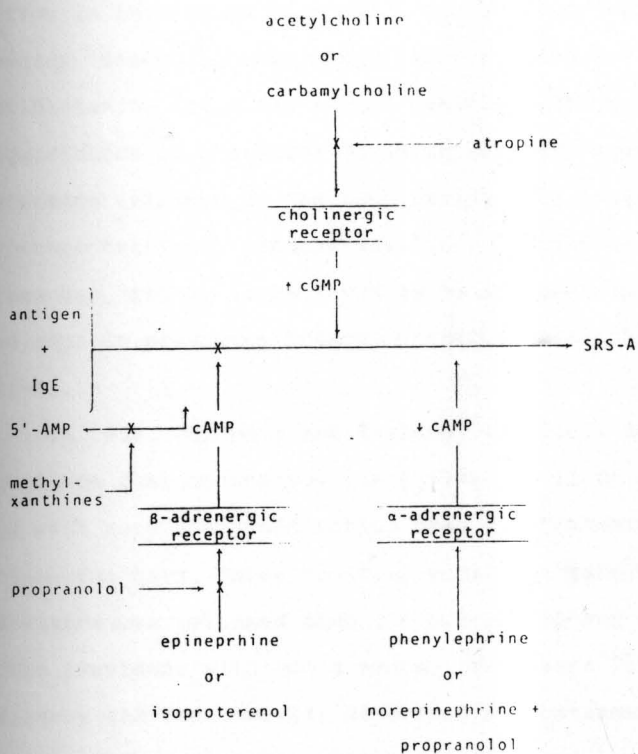 acetylcholine
or
carbamylcholine
X
atropine
cholinergic
receptor
↑ cGMP
antigen
+
IgE
X
SRS-A
5'-AMP
X
cAMP
↓ cAMP
methyl-
xanthines
β-adrenergic
receptor
α-adrenergic
receptor
propranolol
X
epineprhine
or
isoproterenol
phenylephrine
or
norepinephrine +
propranolol